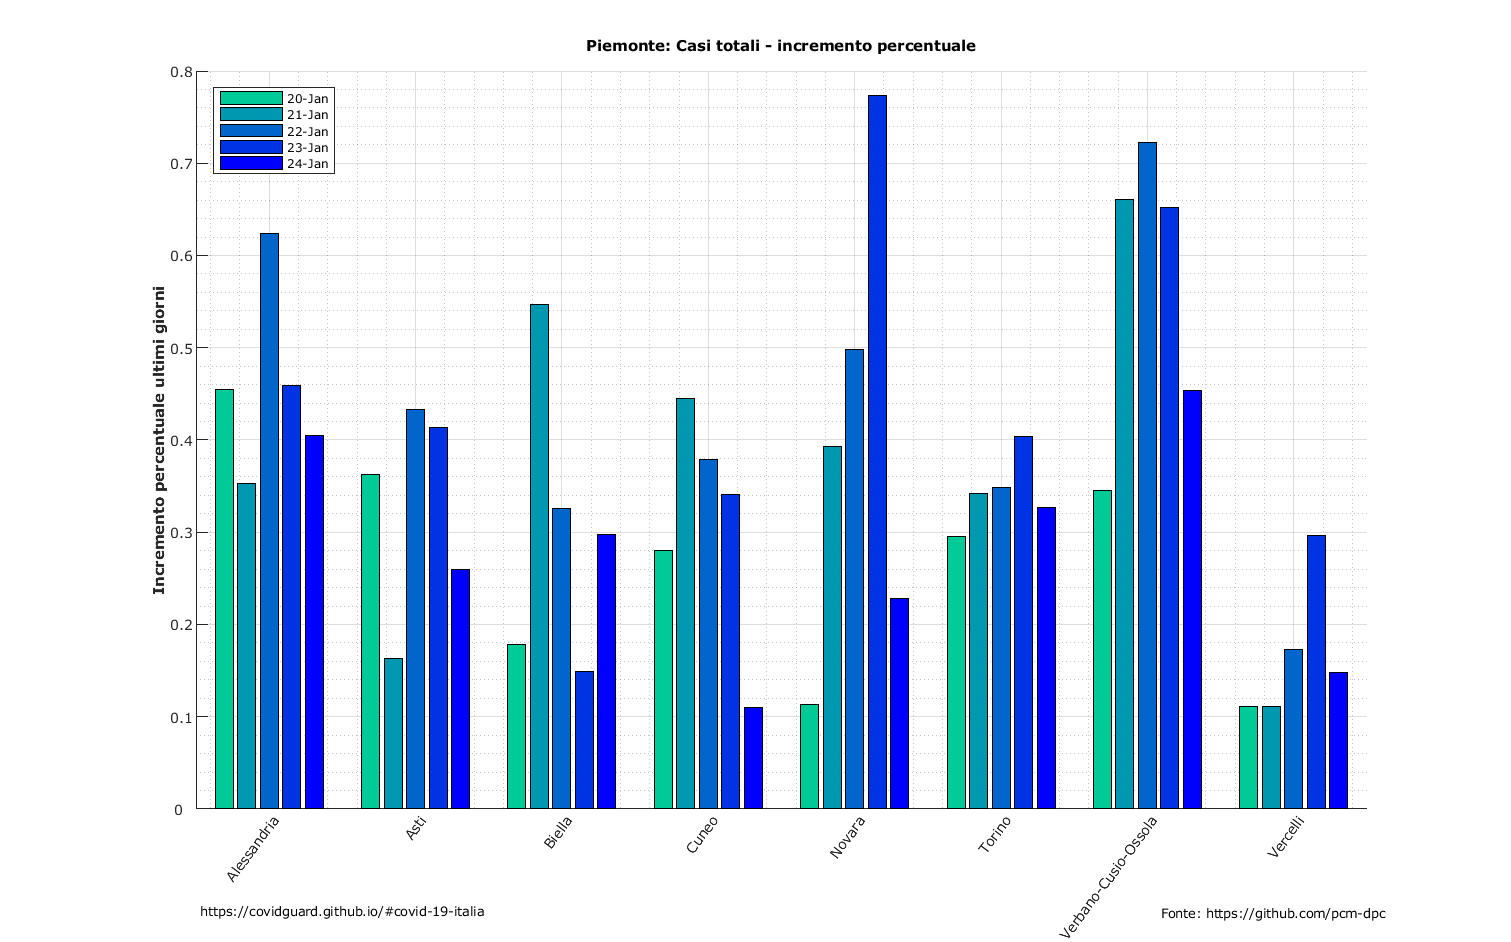 Piemonte: Casi totali - incremento percentuale
20-Jan
21-Jan
22-Jan
23-Jan
24-Jan
Incremento percentuale ultimi giorni
0.8
0.7
0.6
0.5
0.4
0.3
0.2
0.1
0
Alessandria
Asti
Biella
Cuneo
Novara
Torino
Verbano-Cusio-Ossola
Vercelli
https://covidguard.github.io/#covid-19-italia
Fonte: https://github.com/pcm-dpc